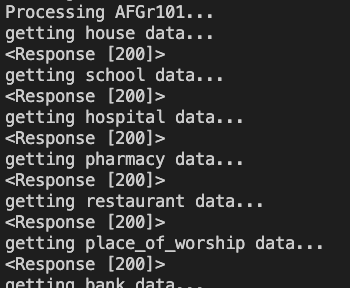 Processing AFGr101...
getting house data...
<Response [200]>
getting school data...
<Response [200]>
getting hospital data...
<Response [200]>
getting pharmacy data...
<Response [200]>
getting restaurant data...
<Response [200]>
getting place_of_worship data...
<Response [200]>
getting bank data...